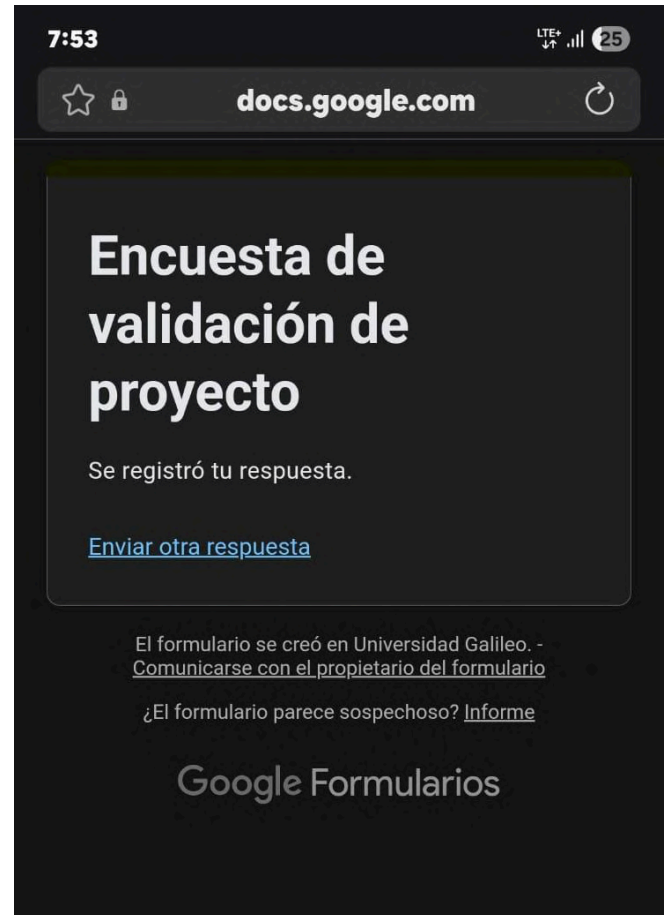 7:53
LTE+ 25
docs.google.com
Encuesta de
validación de
proyecto
Se registró tu respuesta.
Enviar otra respuesta
El formulario se creó en Universidad Galileo. -
Comunicarse con el propietario del formulario
¿El formulario parece sospechoso? Informe
Google Formularios